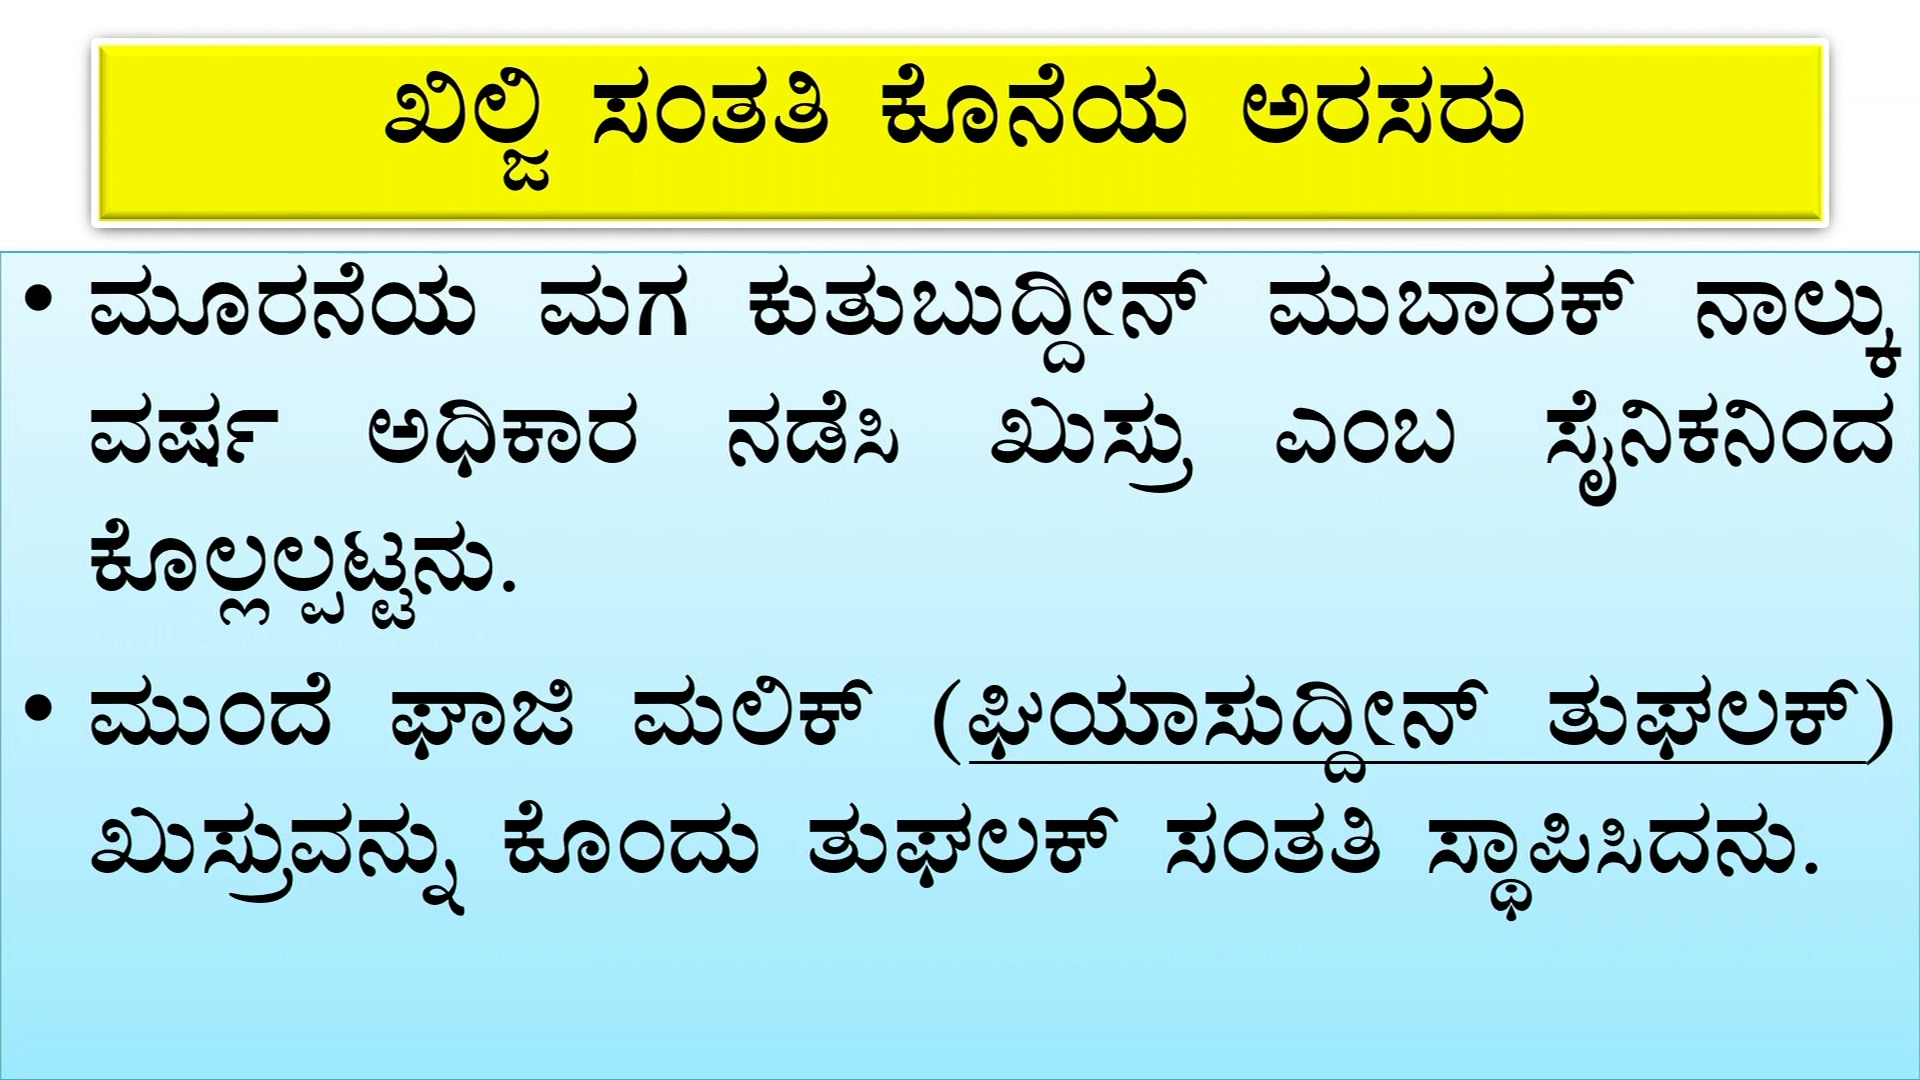 ಖಿಲ್ಜಿ ಸಂತತಿ ಕೊನೆಯ ಅರಸರು
• ಮೂರನೆಯ ಮಗ ಕುತುಬುದ್ದೀನ್ ಮುಬಾರಕ್ ನಾಲ್ಕು
ವರ್ಷ ಅಧಿಕಾರ ನಡೆಸಿ ಖುಸ್ರು ಎಂಬ ಸೈನಿಕನಿಂದ
ಕೊಲ್ಲಲ್ಪಟ್ಟನು.
• ಮುಂದೆ ಘಾಜಿ ಮಲಿಕ್ (ಘಿಯಾಸುದ್ದೀನ್ ತುಘಲಕ್)
ಖುಸ್ರುವನ್ನು ಕೊಂದು ತುಘಲಕ್ ಸಂತತಿ ಸ್ಥಾಪಿಸಿದನು.